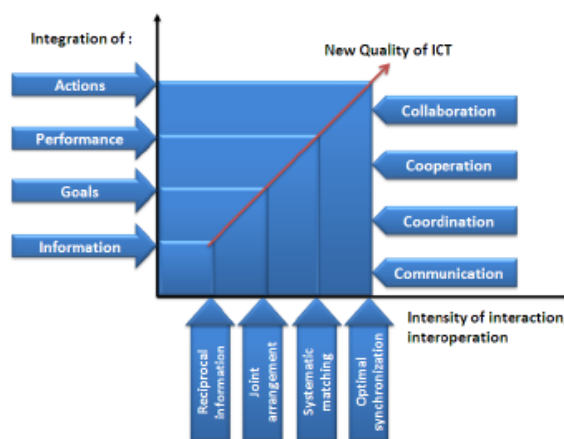 Integration of :
New Quality of ICT
Actions
Performance
Goals
Information
Collaboration
Cooperation
Coordination
Communication
Intensity of interaction,
interoperation
Reciprocal
information
Joint
arrangement
Systematic
matching
Optimal
synchronization